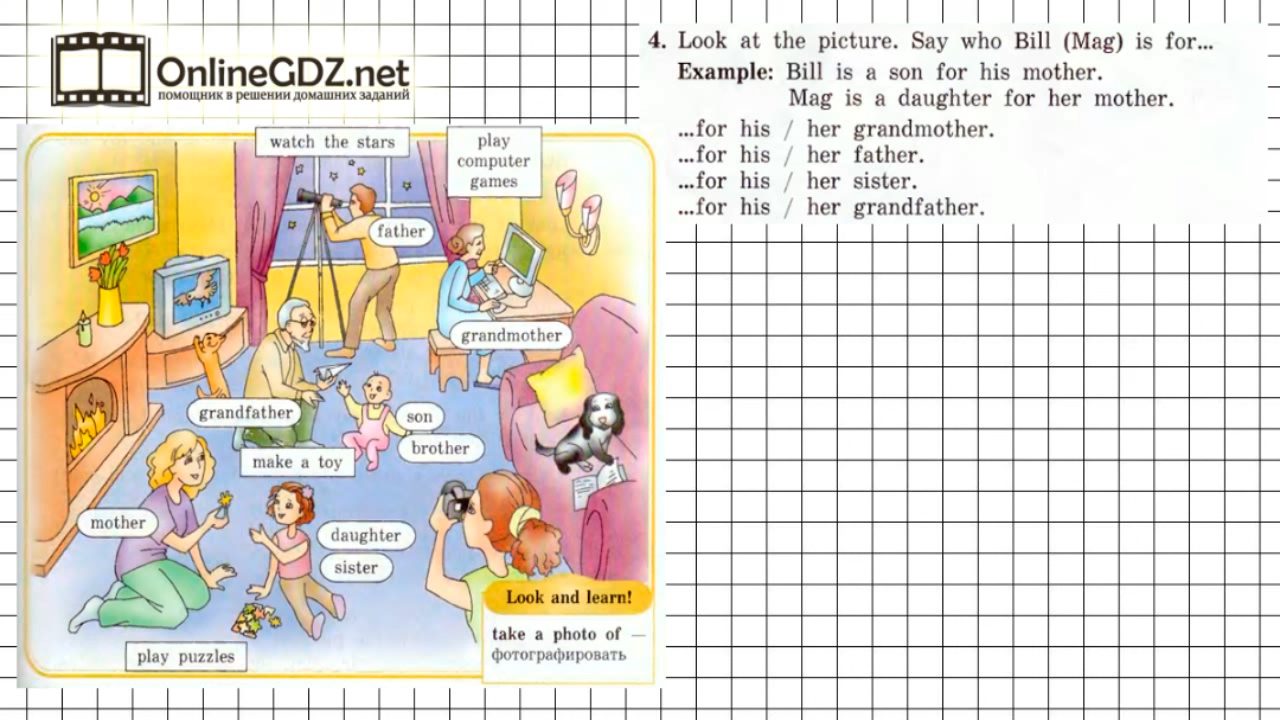 OnlineGDZ.net
помощник в решении домашних заданий
4. Look at the picture. Say who Bill (Mag) is for...
Example: Bill is a son for his mother.
Mag is a daughter for her mother.
...for his / her grandmother.
...for his / her father.
...for his / her sister.
...for his / her grandfather.
watch the stars
play
computer
games
father
grandmother
grandfather
son
brother
make a toy
mother
daughter
sister
Look and learn!
take a photo of —
фотографировать
play puzzles